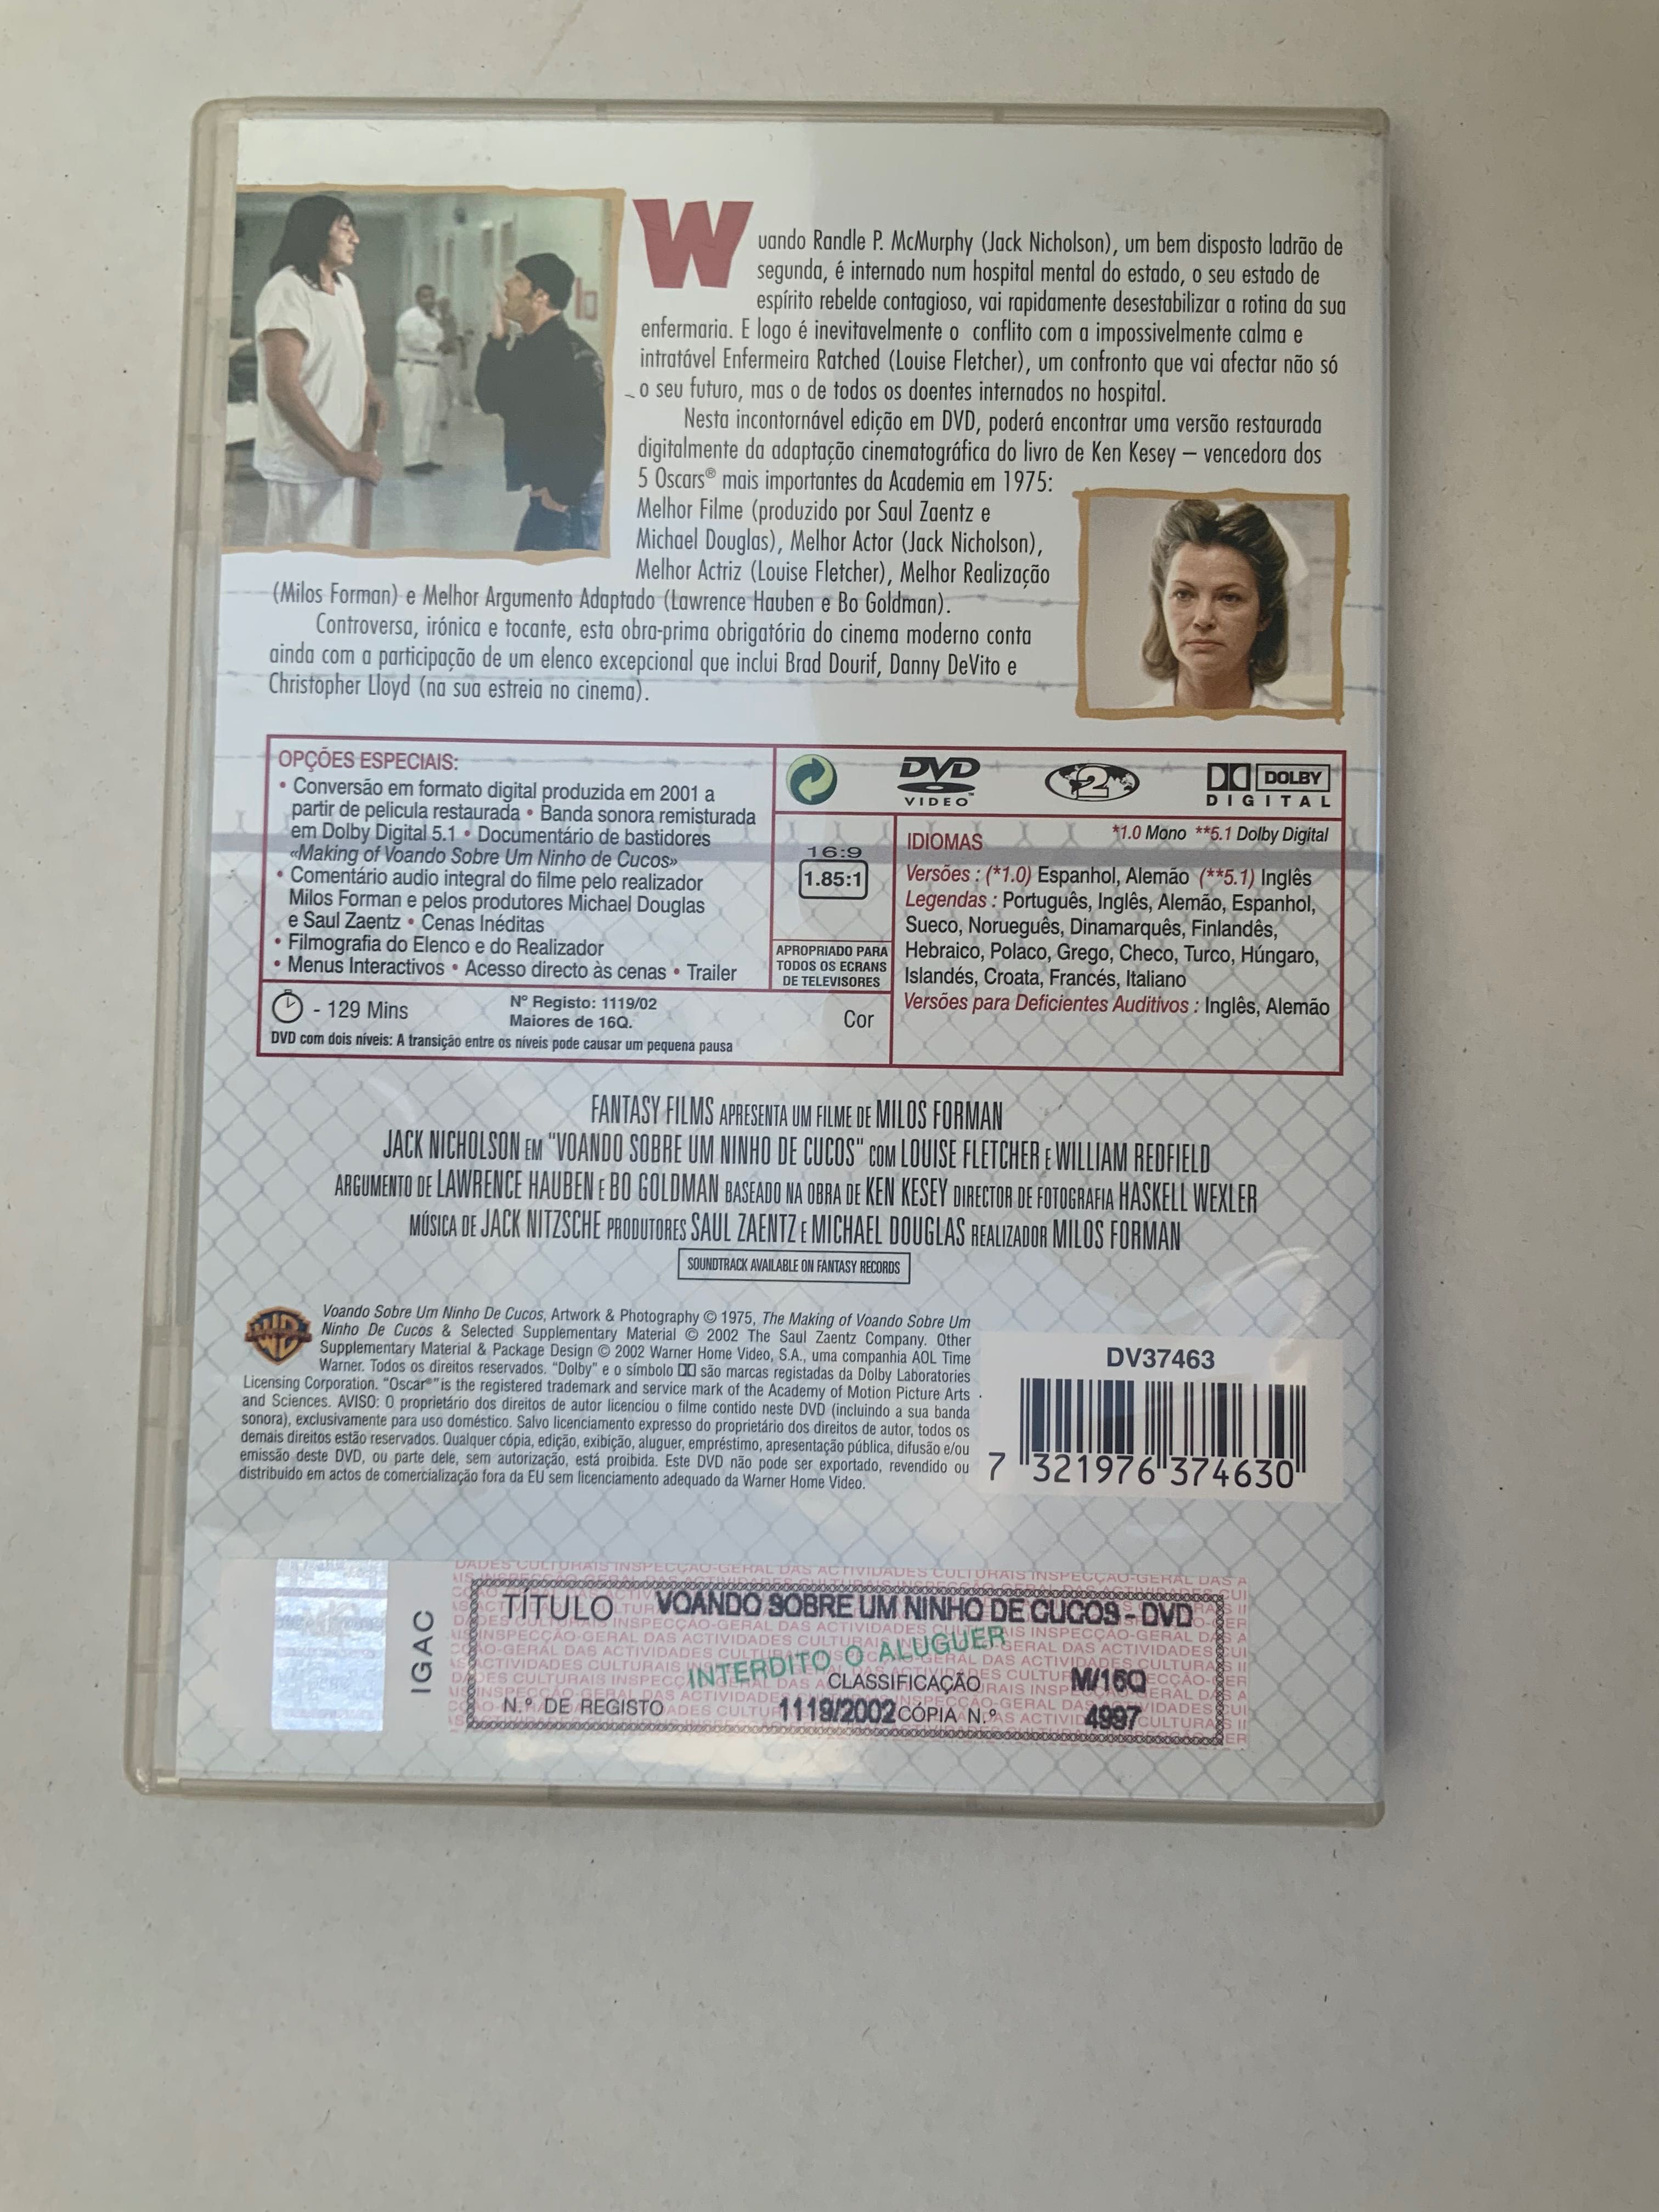 W
uando Randle P. McMurphy (Jack Nicholson), um bem disposto ladrão de
segunda, é internado num hospital mental do estado, o seu estado de
espírito rebelde contagioso, vai rapidamente desestabilizar a rotina da sua
enfermaria. E logo é inevitavelmente o conflito com a impossivelmente calma e
intratável Enfermeira Ratched (Louise Fletcher), um confronto que vai afectar não só
o seu futuro, mas o de todos os doentes internados no hospital.
Nesta incontornável edição em DVD, poderá encontrar uma versão restaurada
digitalmente da adaptação cinematográfica do livro de Ken Kesey – vencedora dos
5 Oscars® mais importantes da Academia em 1975:
Melhor Filme (produzido por Saul Zaentz e
Michael Douglas), Melhor Actor (Jack Nicholson),
Melhor Actriz (Louise Fletcher), Melhor Realização
(Milos Forman) e Melhor Argumento Adaptado (Lawrence Hauben e Bo Goldman).
Controversa, irónica e tocante, esta obra-prima obrigatória do cinema moderno conta
ainda com a participação de um elenco excepcional que inclui Brad Dourif, Danny DeVito e
Christopher Lloyd (na sua estreia no cinema).
OPÇÕES ESPECIAIS:
• Conversão em formato digital produzida em 2001 a
partir de pelicula restaurada • Banda sonora remisturada
em Dolby Digital 5.1 • Documentário de bastidores
«Making of Voando Sobre Um Ninho de Cucos»
• Comentário audio integral do filme pelo realizador
Milos Forman e pelos produtores Michael Douglas
e Saul Zaentz • Cenas Inéditas
• Filmografia do Elenco e do Realizador
• Menus Interactivos • Acesso directo às cenas • Trailer
- 129 Mins
Nº Registo: 1119/02
Maiores de 16Q.
Cor
DVD com dois níveis: A transição entre os níveis pode causar um pequena pausa
DVD
VIDEO™
2
DOLBY
DIGITAL
16:9
1.85:1
APROPRIADO PARA
TODOS OS ECRANS
DE TELEVISORES
IDIOMAS *1.0 Mono **5.1 Dolby Digital
Versões : (*1.0) Espanhol, Alemão (**5.1) Inglês
Legendas : Português, Inglês, Alemão, Espanhol,
Sueco, Norueguês, Dinamarquês, Finlandês,
Hebraico, Polaco, Grego, Checo, Turco, Húngaro,
Islandés, Croata, Francés, Italiano
Versões para Deficientes Auditivos : Inglês, Alemão
FANTASY FILMS APRESENTA UM FILME DE MILOS FORMAN
JACK NICHOLSON EM "VOANDO SOBRE UM NINHO DE CUCOS" COM LOUISE FLETCHER E WILLIAM REDFIELD
ARGUMENTO DE LAWRENCE HAUBEN E BO GOLDMAN BASEADO NA OBRA DE KEN KESEY DIRECTOR DE FOTOGRAFIA HASKELL WEXLER
MÚSICA DE JACK NITZSCHE PRODUTORES SAUL ZAENTZ E MICHAEL DOUGLAS REALIZADOR MILOS FORMAN
SOUNDTRACK AVAILABLE ON FANTASY RECORDS
WB
Voando Sobre Um Ninho De Cucos, Artwork & Photography © 1975, The Making of Voando Sobre Um
Ninho De Cucos & Selected Supplementary Material © 2002 The Saul Zaentz Company. Other
Supplementary Material & Package Design © 2002 Warner Home Video, S.A., uma companhia AOL Time
Warner. Todos os direitos reservados. "Dolby" e o símbolo são marcas registadas da Dolby Laboratories
Licensing Corporation. "Oscar®" is the registered trademark and service mark of the Academy of Motion Picture Arts
and Sciences. AVISO: O proprietário dos direitos de autor licenciou o filme contido neste DVD (incluindo a sua banda
sonora), exclusivamente para uso doméstico. Salvo licenciamento expresso do proprietário dos direitos de autor, todos os
demais direitos estão reservados. Qualquer cópia, edição, exibição, aluguer, empréstimo, apresentação pública, difusão e/ou
emissão deste DVD, ou parte dele, sem autorização, está proibida. Este DVD não pode ser exportado, revendido ou
distribuido em actos de comercialização fora da EU sem licenciamento adequado da Warner Home Video.
DV37463
7 321976 374630
IGAC
DADES CULTURAIS INSPECÇÃO-GERAL DAS ACTIVIDADES CULTURAIS INSPECÇÃO-GERAL DAS A
TÍTULO VOANDO SOBRE UM NINHO DE CUCOS - DVD
INTERDITO O ALUGUER
CLASSIFICAÇÃO M/16Q
N.º DE REGISTO 1119/2002 CÓPIA N.º 4997